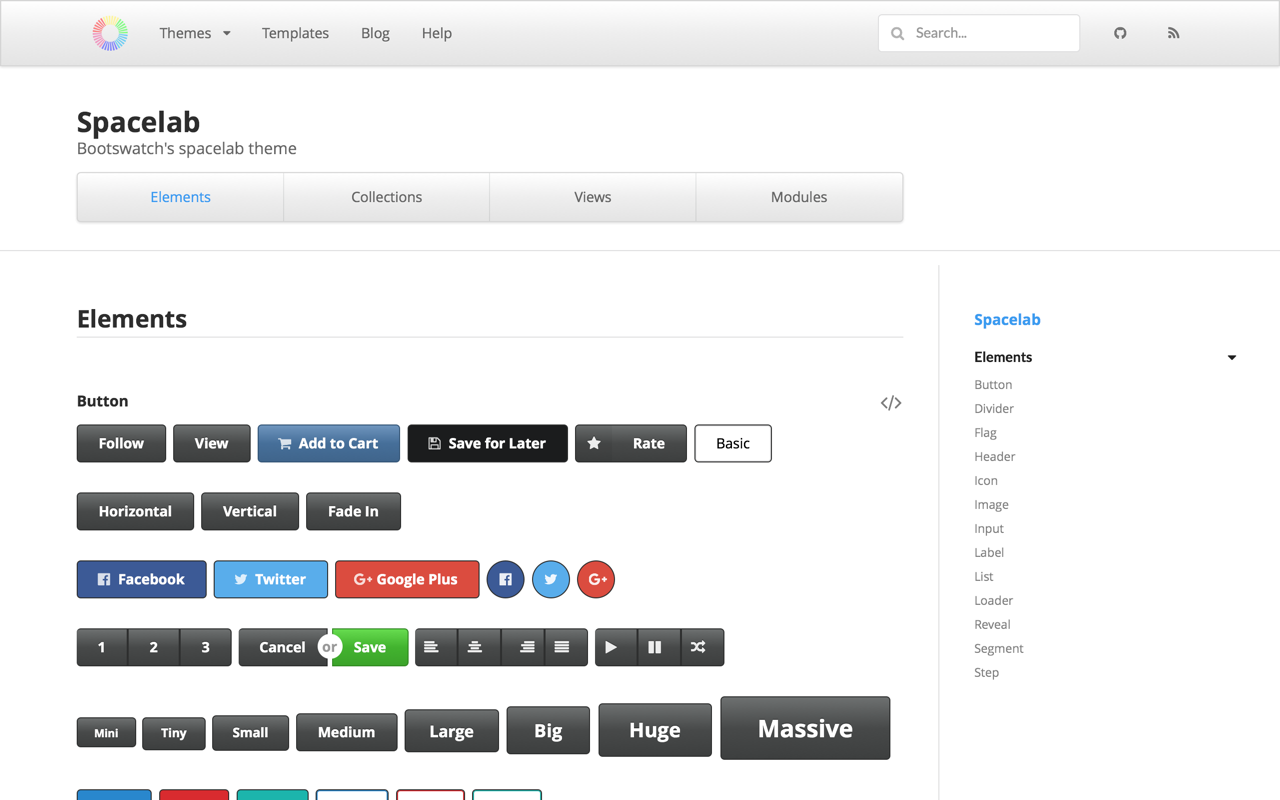 Themes Templates Blog Help Search...
Spacelab
Bootswatch's spacelab theme
Elements Collections Views Modules
Elements
Button
Follow View Add to Cart Save for Later Rate Basic
Horizontal Vertical Fade In
Facebook Twitter G+ Google Plus G+
1 2 3 Cancel or Save
Mini Tiny Small Medium Large Big Huge Massive
Spacelab
Elements
Button
Divider
Flag
Header
Icon
Image
Input
Label
List
Loader
Reveal
Segment
Step